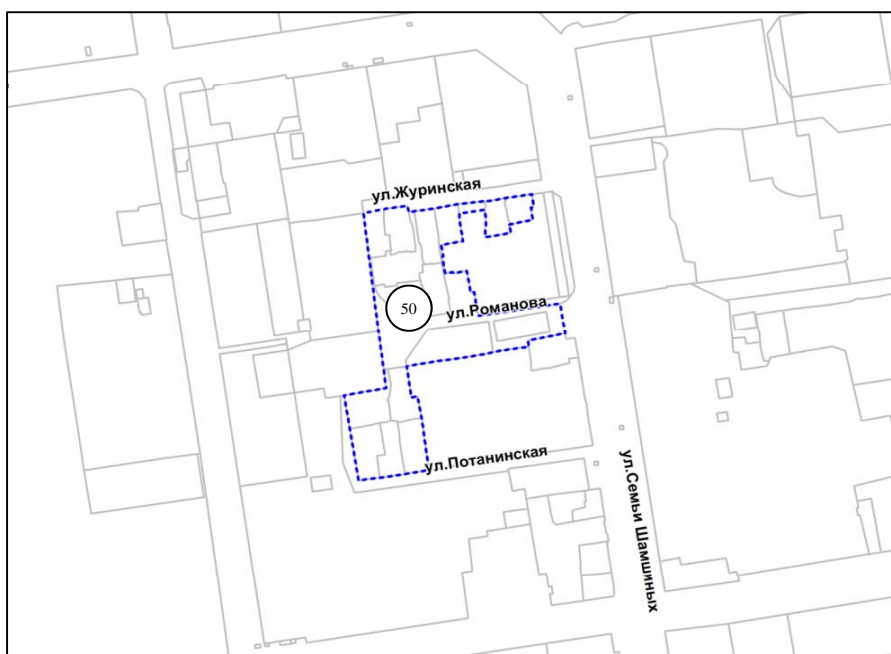 ул.Журинская
50
ул.Романова
ул.Потанинская
ул.Семьи Шамшиных